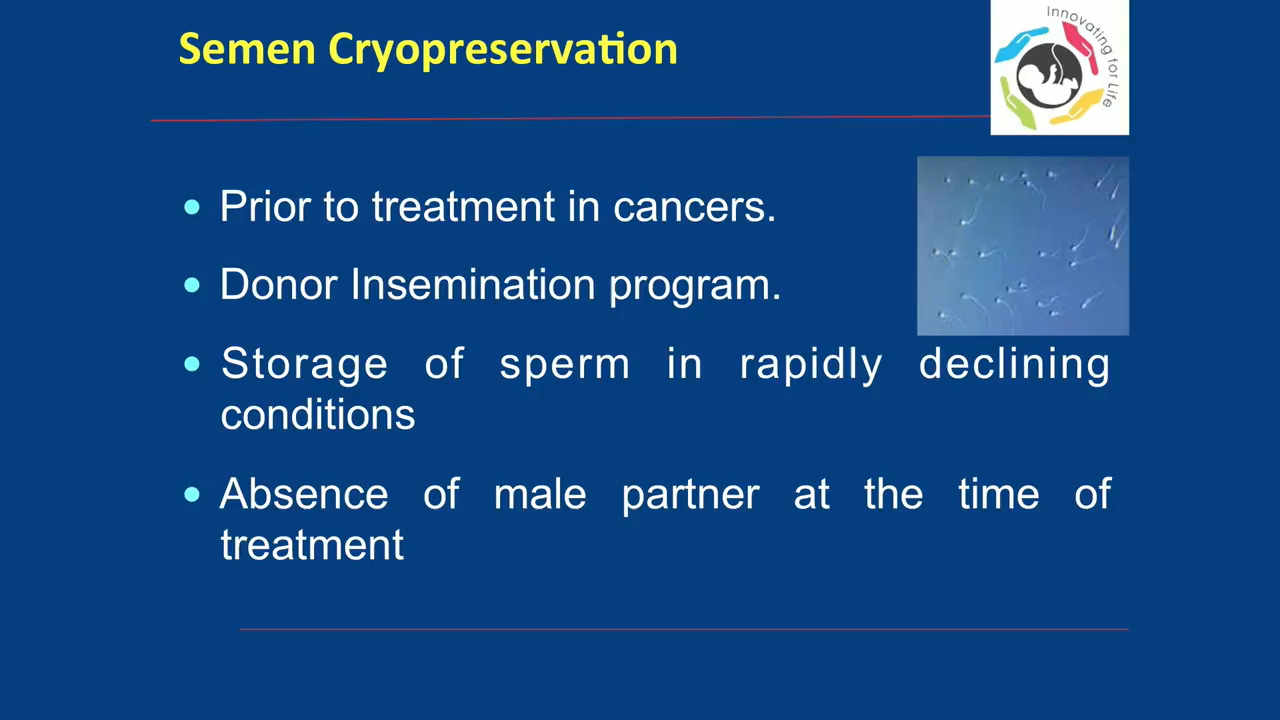 Semen Cryopreservation
Innovating for Life
• Prior to treatment in cancers.
• Donor Insemination program.
• Storage of sperm in rapidly declining
conditions
• Absence of male partner at the time of
treatment